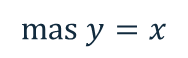 mas y = x